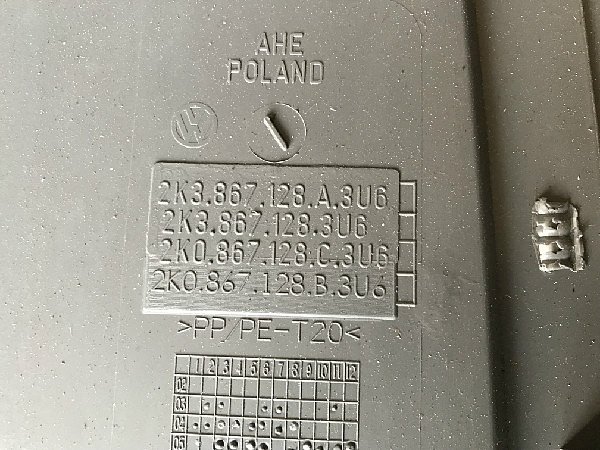 AHE
POLAND
2K3.867.128.A.3U6
2K3.867.128.3U6
2K0.867.128.C.3U6
2K0.867.128.B.3U6
>PP/PE-T20<
1 2 3 4 5 6 7 8 9 10 11 12
02
03
04
05